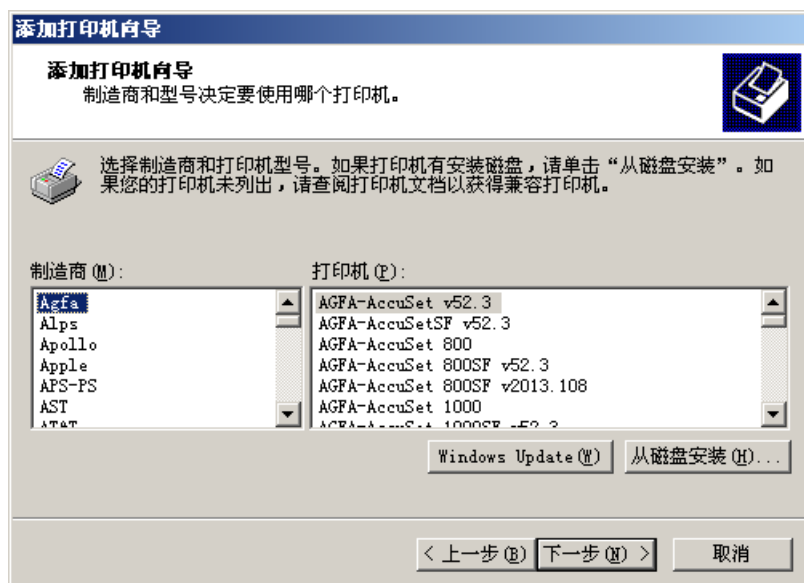 添加打印机向导
添加打印机向导
制造商和型号决定要使用哪个打印机。
选择制造商和打印机型号。如果打印机有安装磁盘，请单击“从磁盘安装”。如
果您的打印机未列出，请查阅打印机文档以获得兼容打印机。
制造商(M): 打印机(P):
Agfa AGFA-AccuSet v52.3
Alps AGFA-AccuSetSF v52.3
Apollo AGFA-AccuSet 800
Apple AGFA-AccuSet 800SF v52.3
APS-PS AGFA-AccuSet 800SF v2013.108
AST AGFA-AccuSet 1000
AT&T AGFA-AccuSet 1000SF v52.3
Windows Update(W) 从磁盘安装(H)...
< 上一步(B) 下一步(N) > 取消